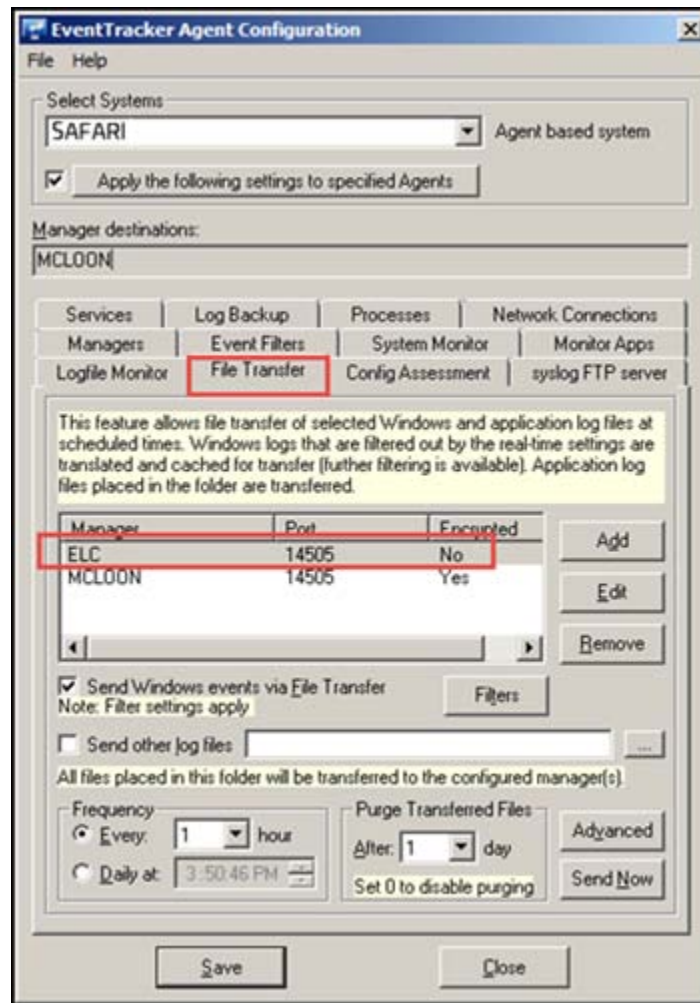 EventTracker Agent Configuration
File Help
Select Systems
SAFARI
Agent based system
Apply the following settings to specified Agents
Manager destinations:
MCLOON
Services Log Backup Processes Network Connections
Managers Event Filters System Monitor Monitor Apps
Logfile Monitor File Transfer Config Assessment syslog FTP server
This feature allows file transfer of selected Windows and application log files at
scheduled times. Windows logs that are filtered out by the real-time settings are
translated and cached for transfer (further filtering is available). Application log
files placed in the folder are transferred.
Manager Port Encrypted
ELC 14505 No
MCLOON 14505 Yes
Add
Edit
Remove
Send Windows events via File Transfer
Note: Filter settings apply
Filters
Send other log files
...
All files placed in this folder will be transferred to the configured manager(s).
Frequency
Every: 1 hour
Daily at: 3:50:46 PM
Purge Transferred Files
After: 1 day
Set 0 to disable purging
Advanced
Send Now
Save Close